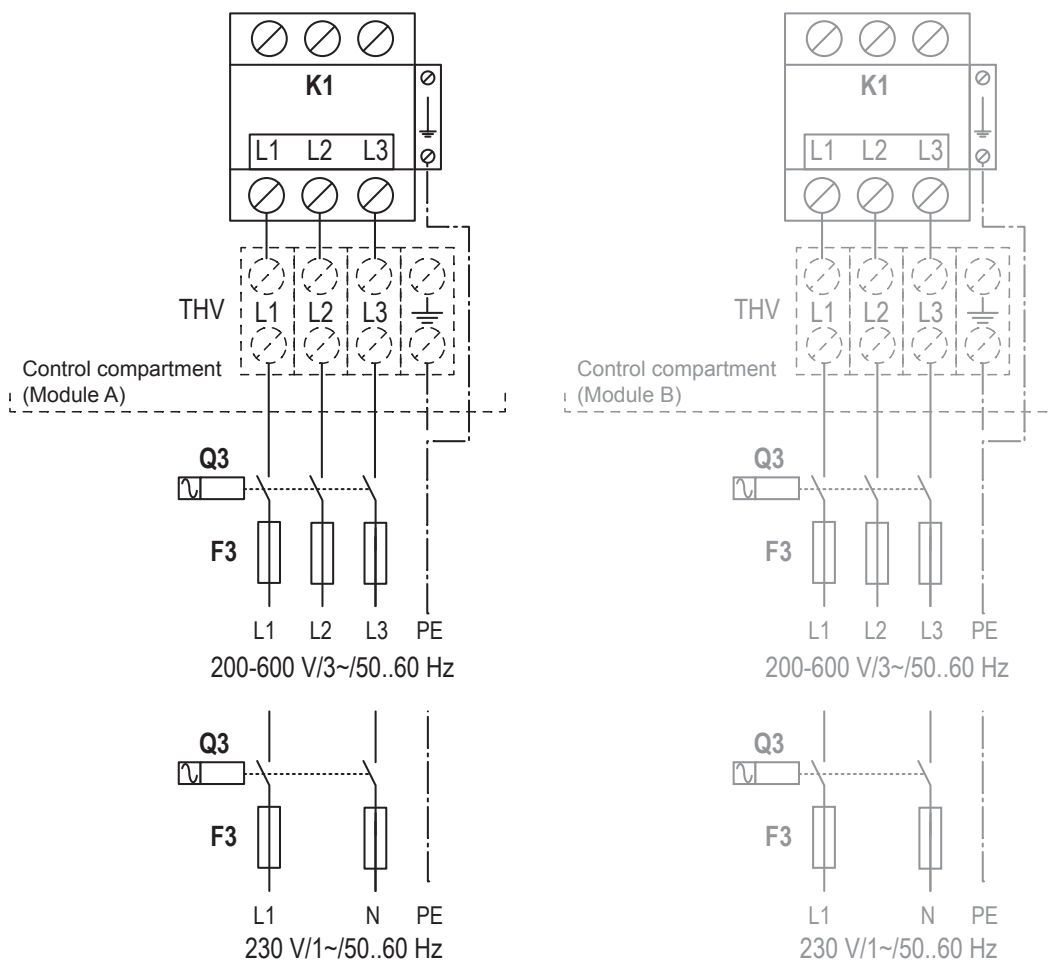 K1
L1 L2 L3
THV L1 L2 L3
Control compartment
(Module A)
Q3
F3
L1 L2 L3 PE
200-600 V/3~/50..60 Hz
Q3
F3
L1 N PE
230 V/1~/50..60 Hz
K1
L1 L2 L3
THV L1 L2 L3
Control compartment
(Module B)
Q3
F3
L1 L2 L3 PE
200-600 V/3~/50..60 Hz
Q3
F3
L1 N PE
230 V/1~/50..60 Hz